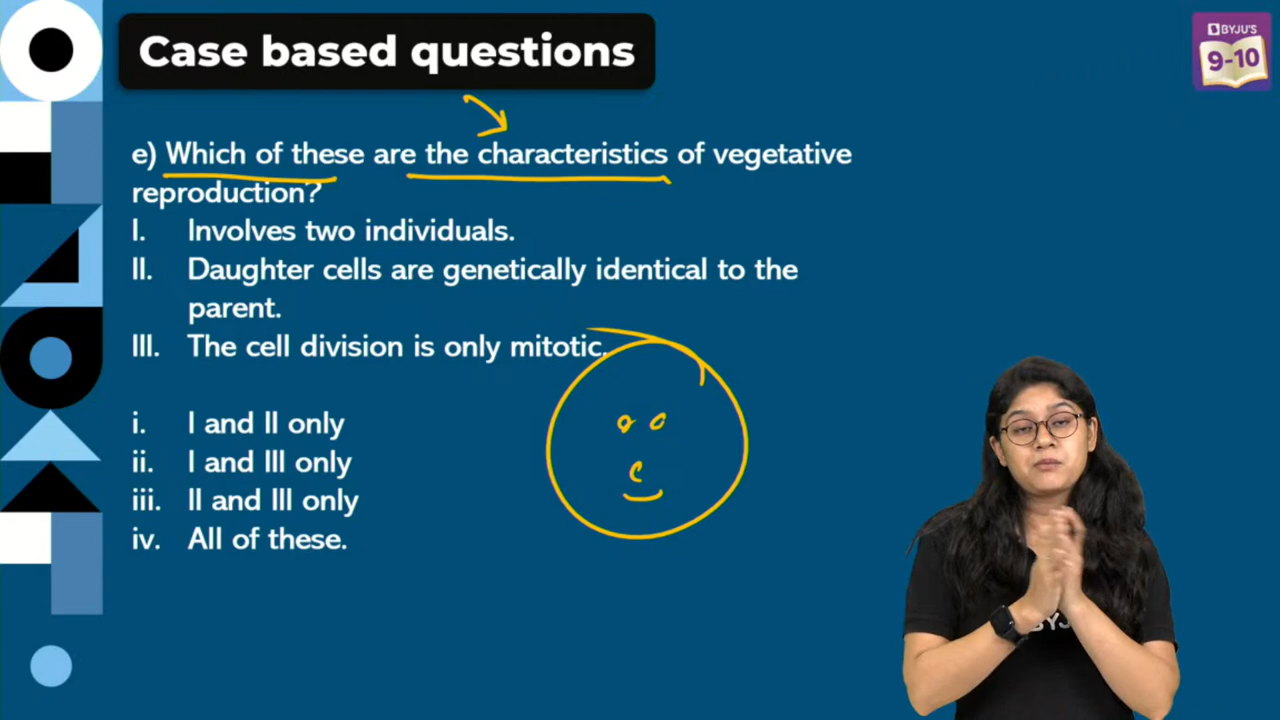 Case based questions
BYJU'S
9-10
e) Which of these are the characteristics of vegetative
reproduction?
I. Involves two individuals.
II. Daughter cells are genetically identical to the
parent.
III. The cell division is only mitotic.
i. I and II only
ii. I and III only
iii. II and III only
iv. All of these.
BYJ